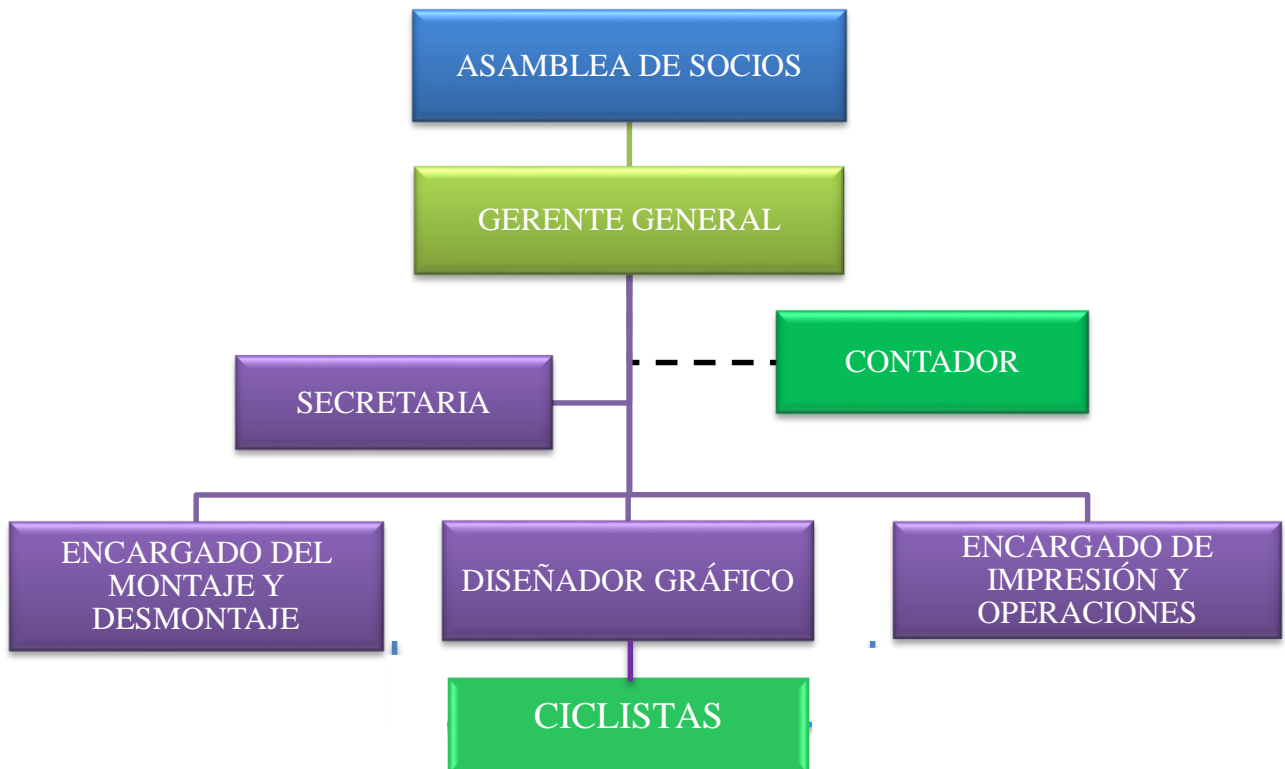 ASAMBLEA DE SOCIOS
GERENTE GENERAL
CONTADOR
SECRETARIA
ENCARGADO DEL
MONTAJE Y
DESMONTAJE
DISEÑADOR GRÁFICO
ENCARGADO DE
IMPRESIÓN Y
OPERACIONES
CICLISTAS